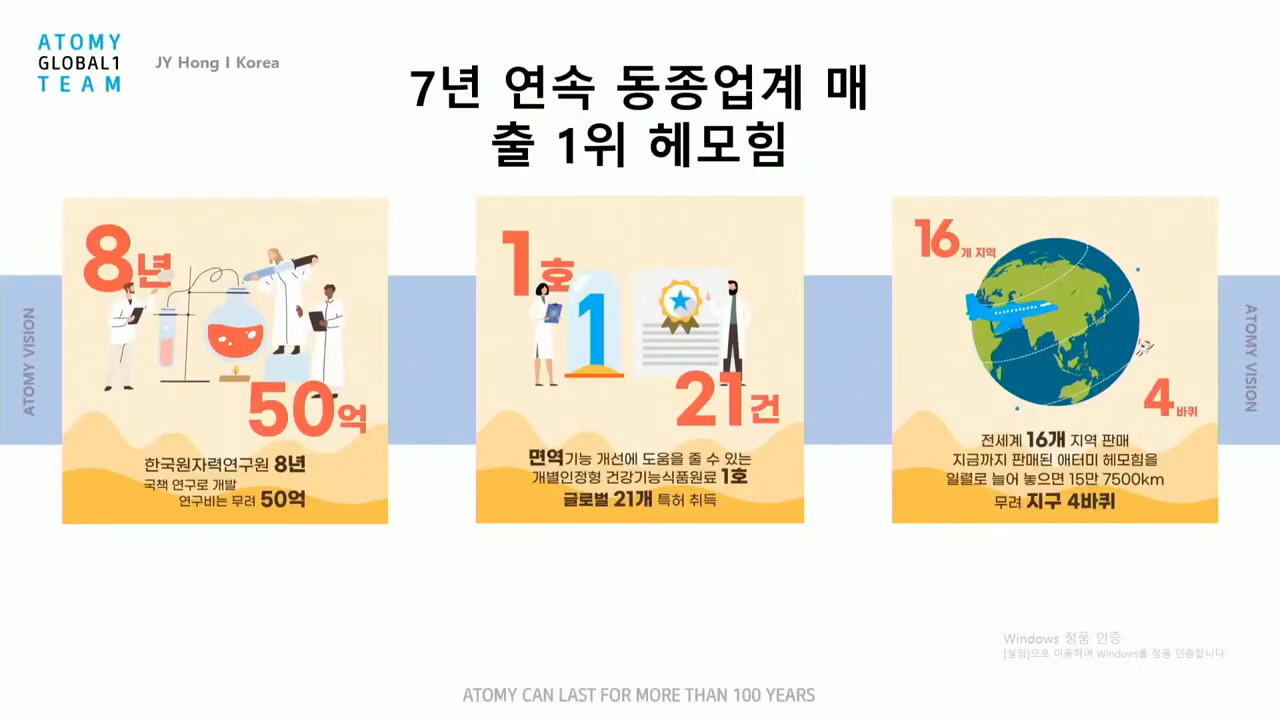 ATOMY
GLOBAL1
TEAM
JY Hong I Korea
7년 연속 동종업계 매
출 1위 헤모힘
8년
50억
한국원자력연구원 8년
국책 연구로 개발
연구비는 무려 50억
1호
1
21건
면역기능 개선에 도움을 줄 수 있는
개별인정형 건강기능식품원료 1호
글로벌 21개 특허 취득
16개 지역
4바퀴
전세계 16개 지역 판매
지금까지 판매된 애터미 헤모힘을
일렬로 늘어 놓으면 15만 7500km
무려 지구 4바퀴
ATOMY VISION
ATOMY VISION
Windows 정품 인증
[설정]으로 이동하여 Windows를 정품 인증합니다.
ATOMY CAN LAST FOR MORE THAN 100 YEARS